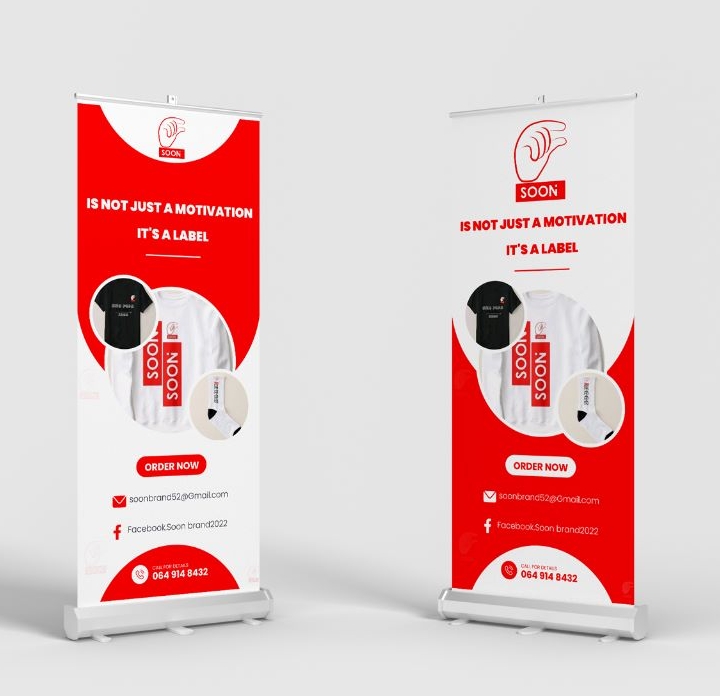 SOON
IS NOT JUST A MOTIVATION
IT'S A LABEL
SOON
SOON
ORDER NOW
soonbrand52@Gmail.com
Facebook.Soon brand2022
CALL FOR DETAILS
064 914 8432
SOON
IS NOT JUST A MOTIVATION
IT'S A LABEL
SOON
SOON
ORDER NOW
soonbrand52@Gmail.com
Facebook.Soon brand2022
CALL FOR DETAILS
064 914 8432